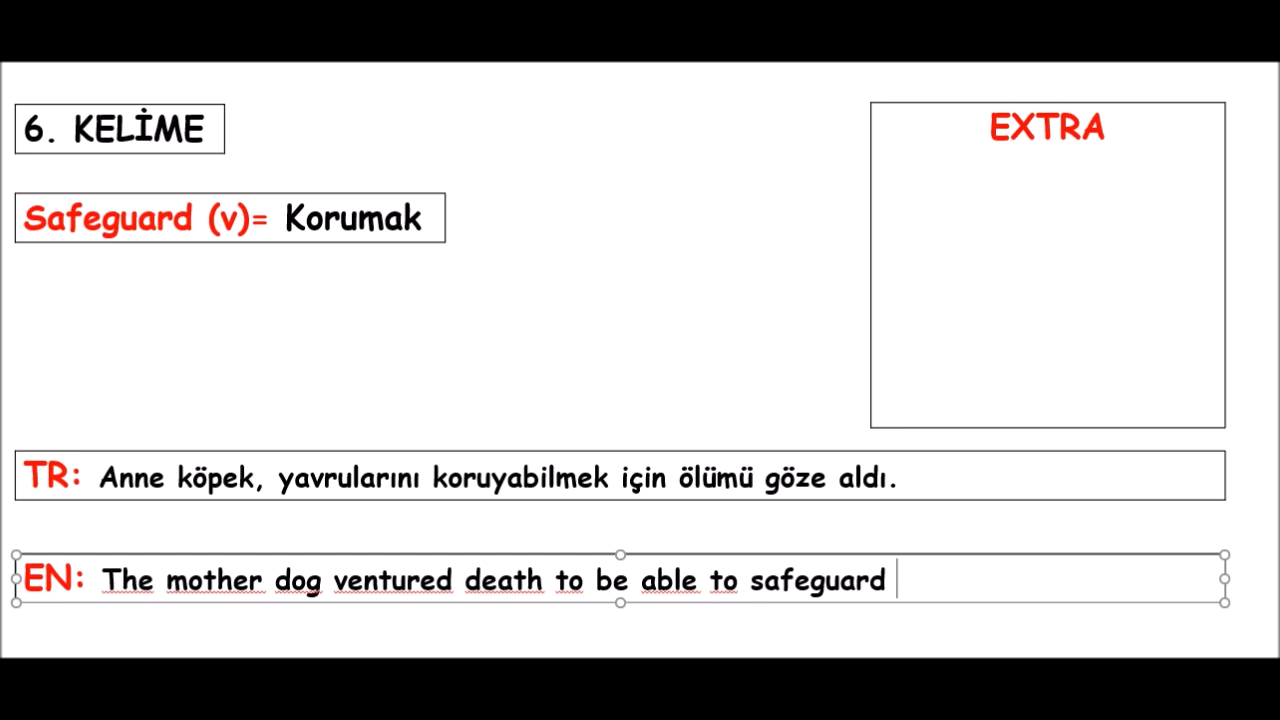 6. KELİME
EXTRA
Safeguard (v)= Korumak
TR: Anne köpek, yavrularını koruyabilmek için ölümü göze aldı.
EN: The mother dog ventured death to be able to safeguard